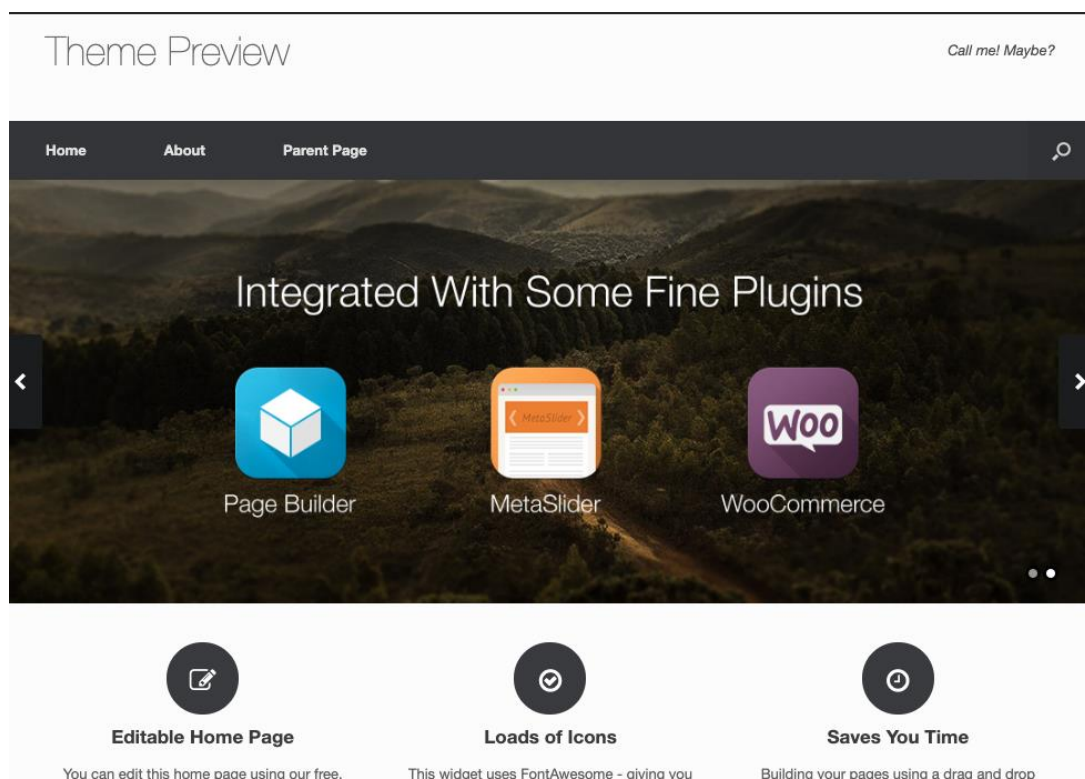 Theme Preview
Call me! Maybe?
Home About Parent Page
Integrated With Some Fine Plugins
MetaSlider
Woo
Page Builder MetaSlider WooCommerce
Editable Home Page Loads of Icons Saves You Time
You can edit this home page using our free, This widget uses FontAwesome - giving you Building your pages using a drag and drop